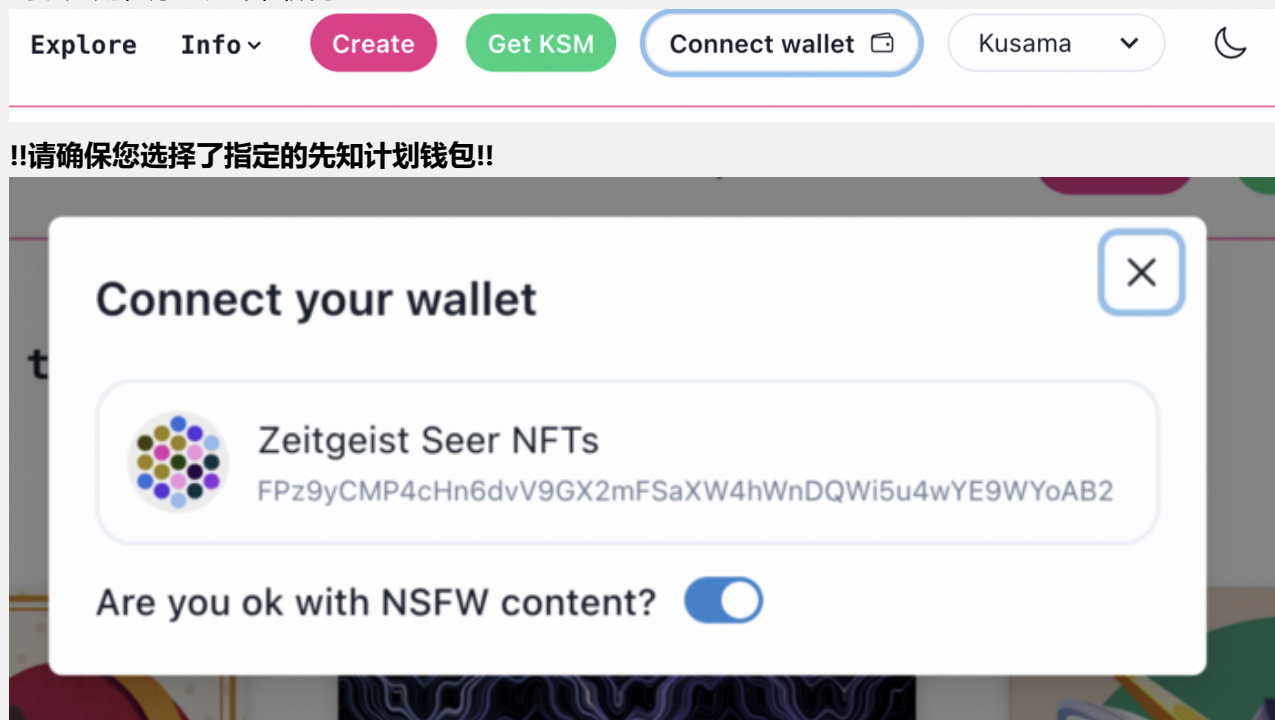 Explore Info Create Get KSM Connect wallet Kusama
!!请确保您选择了指定的先知计划钱包!!
Connect your wallet
Zeitgeist Seer NFTs
FPz9yCMP4cHn6dvV9GX2mFSaXW4hWnDQWi5u4wYE9WYoAB2
Are you ok with NSFW content?